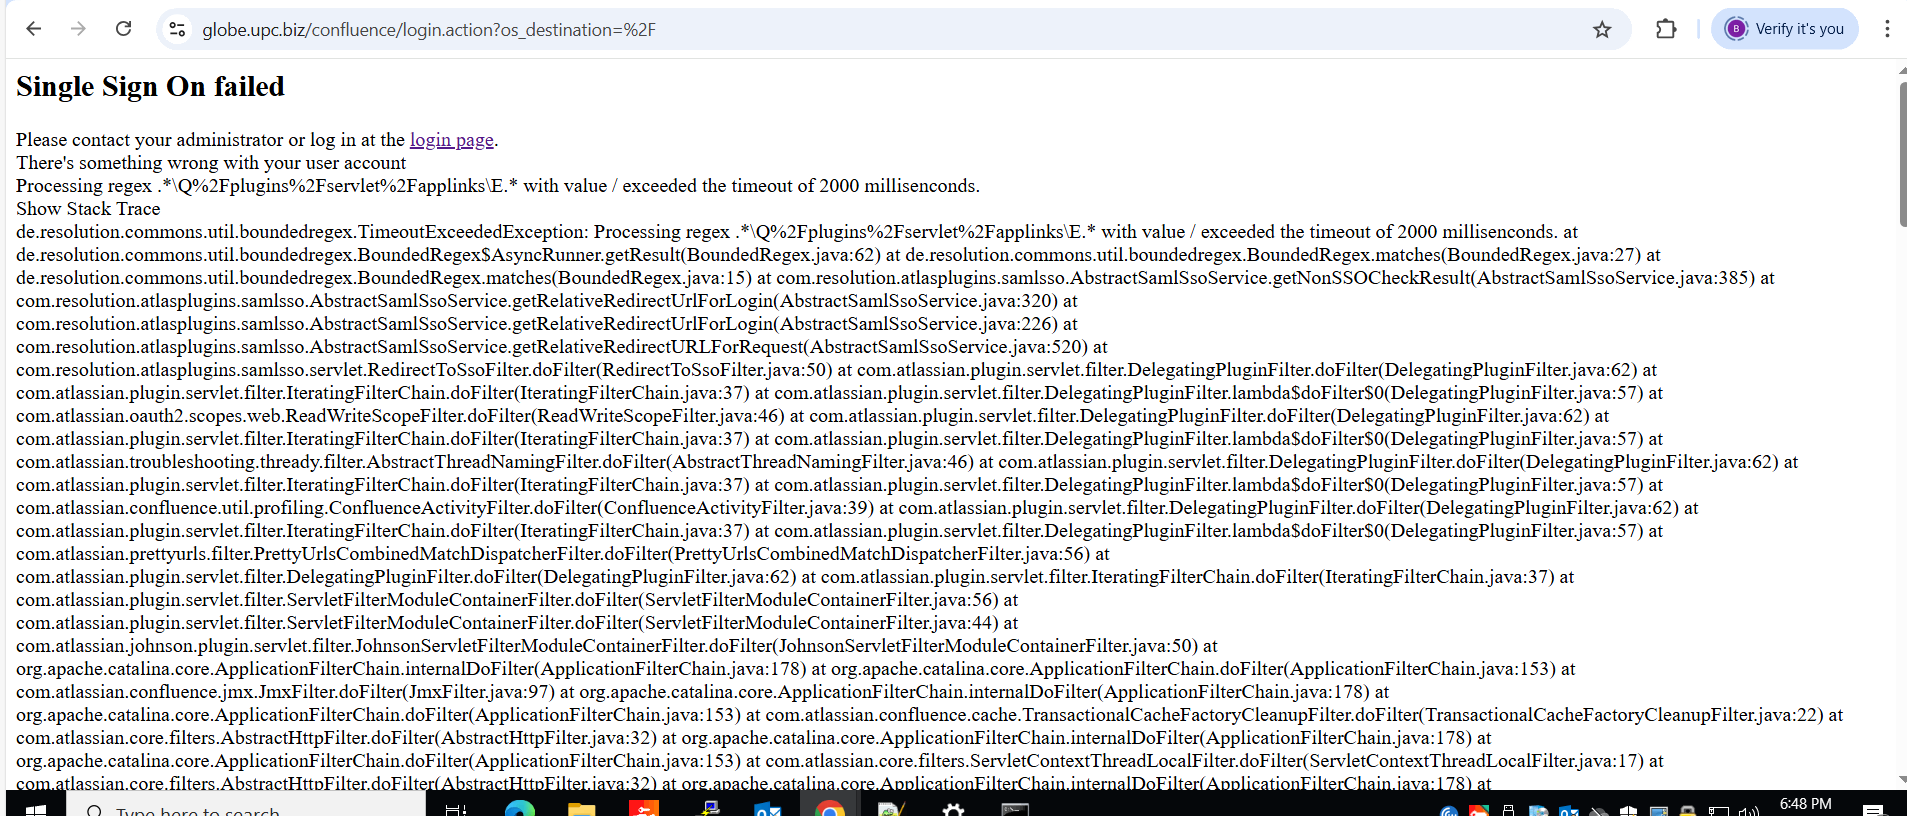 globe.upc.biz/confluence/login.action?os_destination=%2F
B Verify it's you
Single Sign On failed
Please contact your administrator or log in at the login page.
There's something wrong with your user account
Processing regex .*\Q%2Fplugins%2Fservlet%2Fapplinks\E.* with value / exceeded the timeout of 2000 millisenconds.
Show Stack Trace
de.resolution.commons.util.boundedregex.TimeoutExceededException: Processing regex .*\Q%2Fplugins%2Fservlet%2Fapplinks\E.* with value / exceeded the timeout of 2000 millisenconds. at
de.resolution.commons.util.boundedregex.BoundedRegex$AsyncRunner.getResult(BoundedRegex.java:62) at de.resolution.commons.util.boundedregex.BoundedRegex.matches(BoundedRegex.java:27) at
de.resolution.commons.util.boundedregex.BoundedRegex.matches(BoundedRegex.java:15) at com.resolution.atlasplugins.samlsso.AbstractSamlSsoService.getNonSSOCheckResult(AbstractSamlSsoService.java:385) at
com.resolution.atlasplugins.samlsso.AbstractSamlSsoService.getRelativeRedirectUrlForLogin(AbstractSamlSsoService.java:320) at
com.resolution.atlasplugins.samlsso.AbstractSamlSsoService.getRelativeRedirectUrlForLogin(AbstractSamlSsoService.java:226) at
com.resolution.atlasplugins.samlsso.AbstractSamlSsoService.getRelativeRedirectURLForRequest(AbstractSamlSsoService.java:520) at
com.resolution.atlasplugins.samlsso.servlet.RedirectToSsoFilter.doFilter(RedirectToSsoFilter.java:50) at com.atlassian.plugin.servlet.filter.DelegatingPluginFilter.doFilter(DelegatingPluginFilter.java:62) at
com.atlassian.plugin.servlet.filter.IteratingFilterChain.doFilter(IteratingFilterChain.java:37) at com.atlassian.plugin.servlet.filter.DelegatingPluginFilter.lambda$doFilter$0(DelegatingPluginFilter.java:57) at
com.atlassian.oauth2.scopes.web.ReadWriteScopeFilter.doFilter(ReadWriteScopeFilter.java:46) at com.atlassian.plugin.servlet.filter.DelegatingPluginFilter.doFilter(DelegatingPluginFilter.java:62) at
com.atlassian.plugin.servlet.filter.IteratingFilterChain.doFilter(IteratingFilterChain.java:37) at com.atlassian.plugin.servlet.filter.DelegatingPluginFilter.lambda$doFilter$0(DelegatingPluginFilter.java:57) at
com.atlassian.troubleshooting.thready.filter.AbstractThreadNamingFilter.doFilter(AbstractThreadNamingFilter.java:46) at com.atlassian.plugin.servlet.filter.DelegatingPluginFilter.doFilter(DelegatingPluginFilter.java:62) at
com.atlassian.plugin.servlet.filter.IteratingFilterChain.doFilter(IteratingFilterChain.java:37) at com.atlassian.plugin.servlet.filter.DelegatingPluginFilter.lambda$doFilter$0(DelegatingPluginFilter.java:57) at
com.atlassian.confluence.util.profiling.ConfluenceActivityFilter.doFilter(ConfluenceActivityFilter.java:39) at com.atlassian.plugin.servlet.filter.DelegatingPluginFilter.doFilter(DelegatingPluginFilter.java:62) at
com.atlassian.plugin.servlet.filter.IteratingFilterChain.doFilter(IteratingFilterChain.java:37) at com.atlassian.plugin.servlet.filter.DelegatingPluginFilter.lambda$doFilter$0(DelegatingPluginFilter.java:57) at
com.atlassian.prettyurls.filter.PrettyUrlsCombinedMatchDispatcherFilter.doFilter(PrettyUrlsCombinedMatchDispatcherFilter.java:56) at
com.atlassian.plugin.servlet.filter.DelegatingPluginFilter.doFilter(DelegatingPluginFilter.java:62) at com.atlassian.plugin.servlet.filter.IteratingFilterChain.doFilter(IteratingFilterChain.java:37) at
com.atlassian.plugin.servlet.filter.ServletFilterModuleContainerFilter.doFilter(ServletFilterModuleContainerFilter.java:56) at
com.atlassian.plugin.servlet.filter.ServletFilterModuleContainerFilter.doFilter(ServletFilterModuleContainerFilter.java:44) at
com.atlassian.johnson.plugin.servlet.filter.JohnsonServletFilterModuleContainerFilter.doFilter(JohnsonServletFilterModuleContainerFilter.java:50) at
org.apache.catalina.core.ApplicationFilterChain.internalDoFilter(ApplicationFilterChain.java:178) at org.apache.catalina.core.ApplicationFilterChain.doFilter(ApplicationFilterChain.java:153) at
com.atlassian.confluence.jmx.JmxFilter.doFilter(JmxFilter.java:97) at org.apache.catalina.core.ApplicationFilterChain.internalDoFilter(ApplicationFilterChain.java:178) at
org.apache.catalina.core.ApplicationFilterChain.doFilter(ApplicationFilterChain.java:153) at com.atlassian.confluence.cache.TransactionalCacheFactoryCleanupFilter.doFilter(TransactionalCacheFactoryCleanupFilter.java:22) at
com.atlassian.core.filters.AbstractHttpFilter.doFilter(AbstractHttpFilter.java:32) at org.apache.catalina.core.ApplicationFilterChain.internalDoFilter(ApplicationFilterChain.java:178) at
org.apache.catalina.core.ApplicationFilterChain.doFilter(ApplicationFilterChain.java:153) at com.atlassian.core.filters.ServletContextThreadLocalFilter.doFilter(ServletContextThreadLocalFilter.java:17) at
com.atlassian.core.filters.AbstractHttpFilter.doFilter(AbstractHttpFilter.java:32) at org.apache.catalina.core.ApplicationFilterChain.internalDoFilter(ApplicationFilterChain.java:178) at
Type here to search
6:48 PM